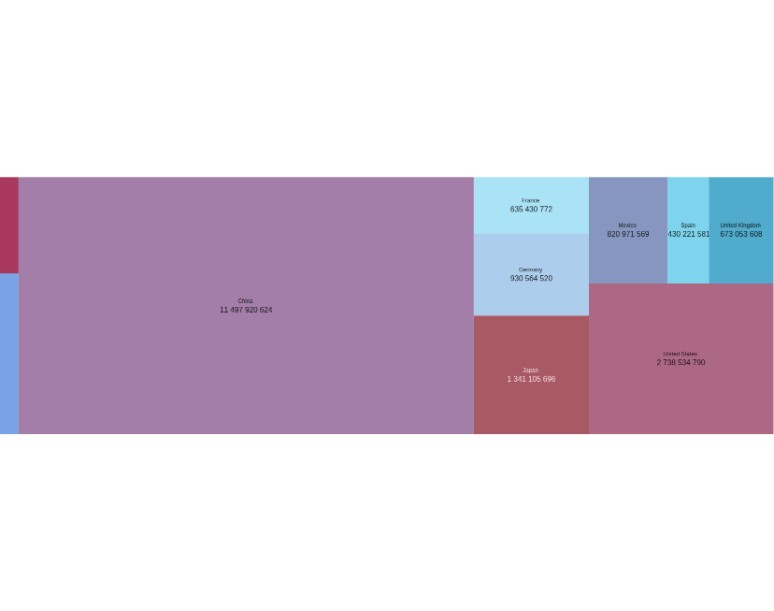 France
635 430 772
Mexico
820 971 569
Spain
430 221 581
United Kingdom
673 053 608
Germany
930 564 520
China
11 497 920 624
United States
2 738 534 790
Japan
1 341 105 696